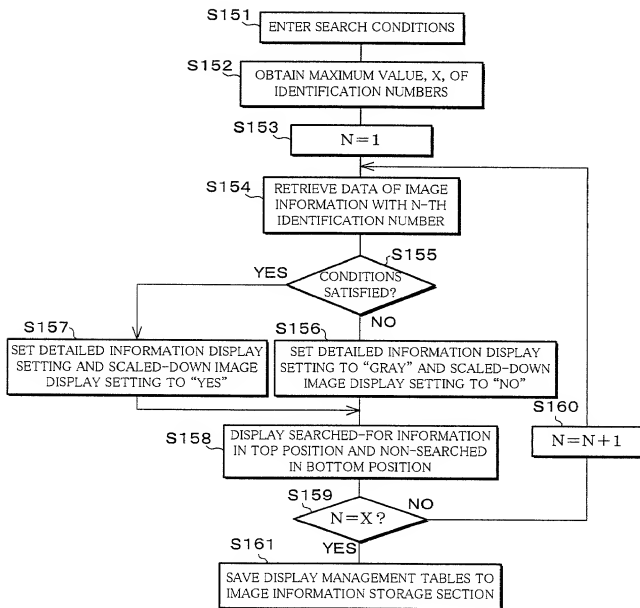 S151
ENTER SEARCH CONDITIONS
S152
OBTAIN MAXIMUM VALUE, X, OF
IDENTIFICATION NUMBERS
S153
N=1
S154
RETRIEVE DATA OF IMAGE
INFORMATION WITH N-TH
IDENTIFICATION NUMBER
S155
YES
CONDITIONS
SATISFIED?
NO
S157
SET DETAILED INFORMATION DISPLAY
SETTING AND SCALED-DOWN IMAGE
DISPLAY SETTING TO “YES”
S156
SET DETAILED INFORMATION DISPLAY
SETTING TO “GRAY” AND SCALED-DOWN
IMAGE DISPLAY SETTING TO “NO”
S160
N=N+1
S158
DISPLAY SEARCHED-FOR INFORMATION
IN TOP POSITION AND NON-SEARCHED
IN BOTTOM POSITION
S159
N=X?
NO
YES
S161
SAVE DISPLAY MANAGEMENT TABLES TO
IMAGE INFORMATION STORAGE SECTION